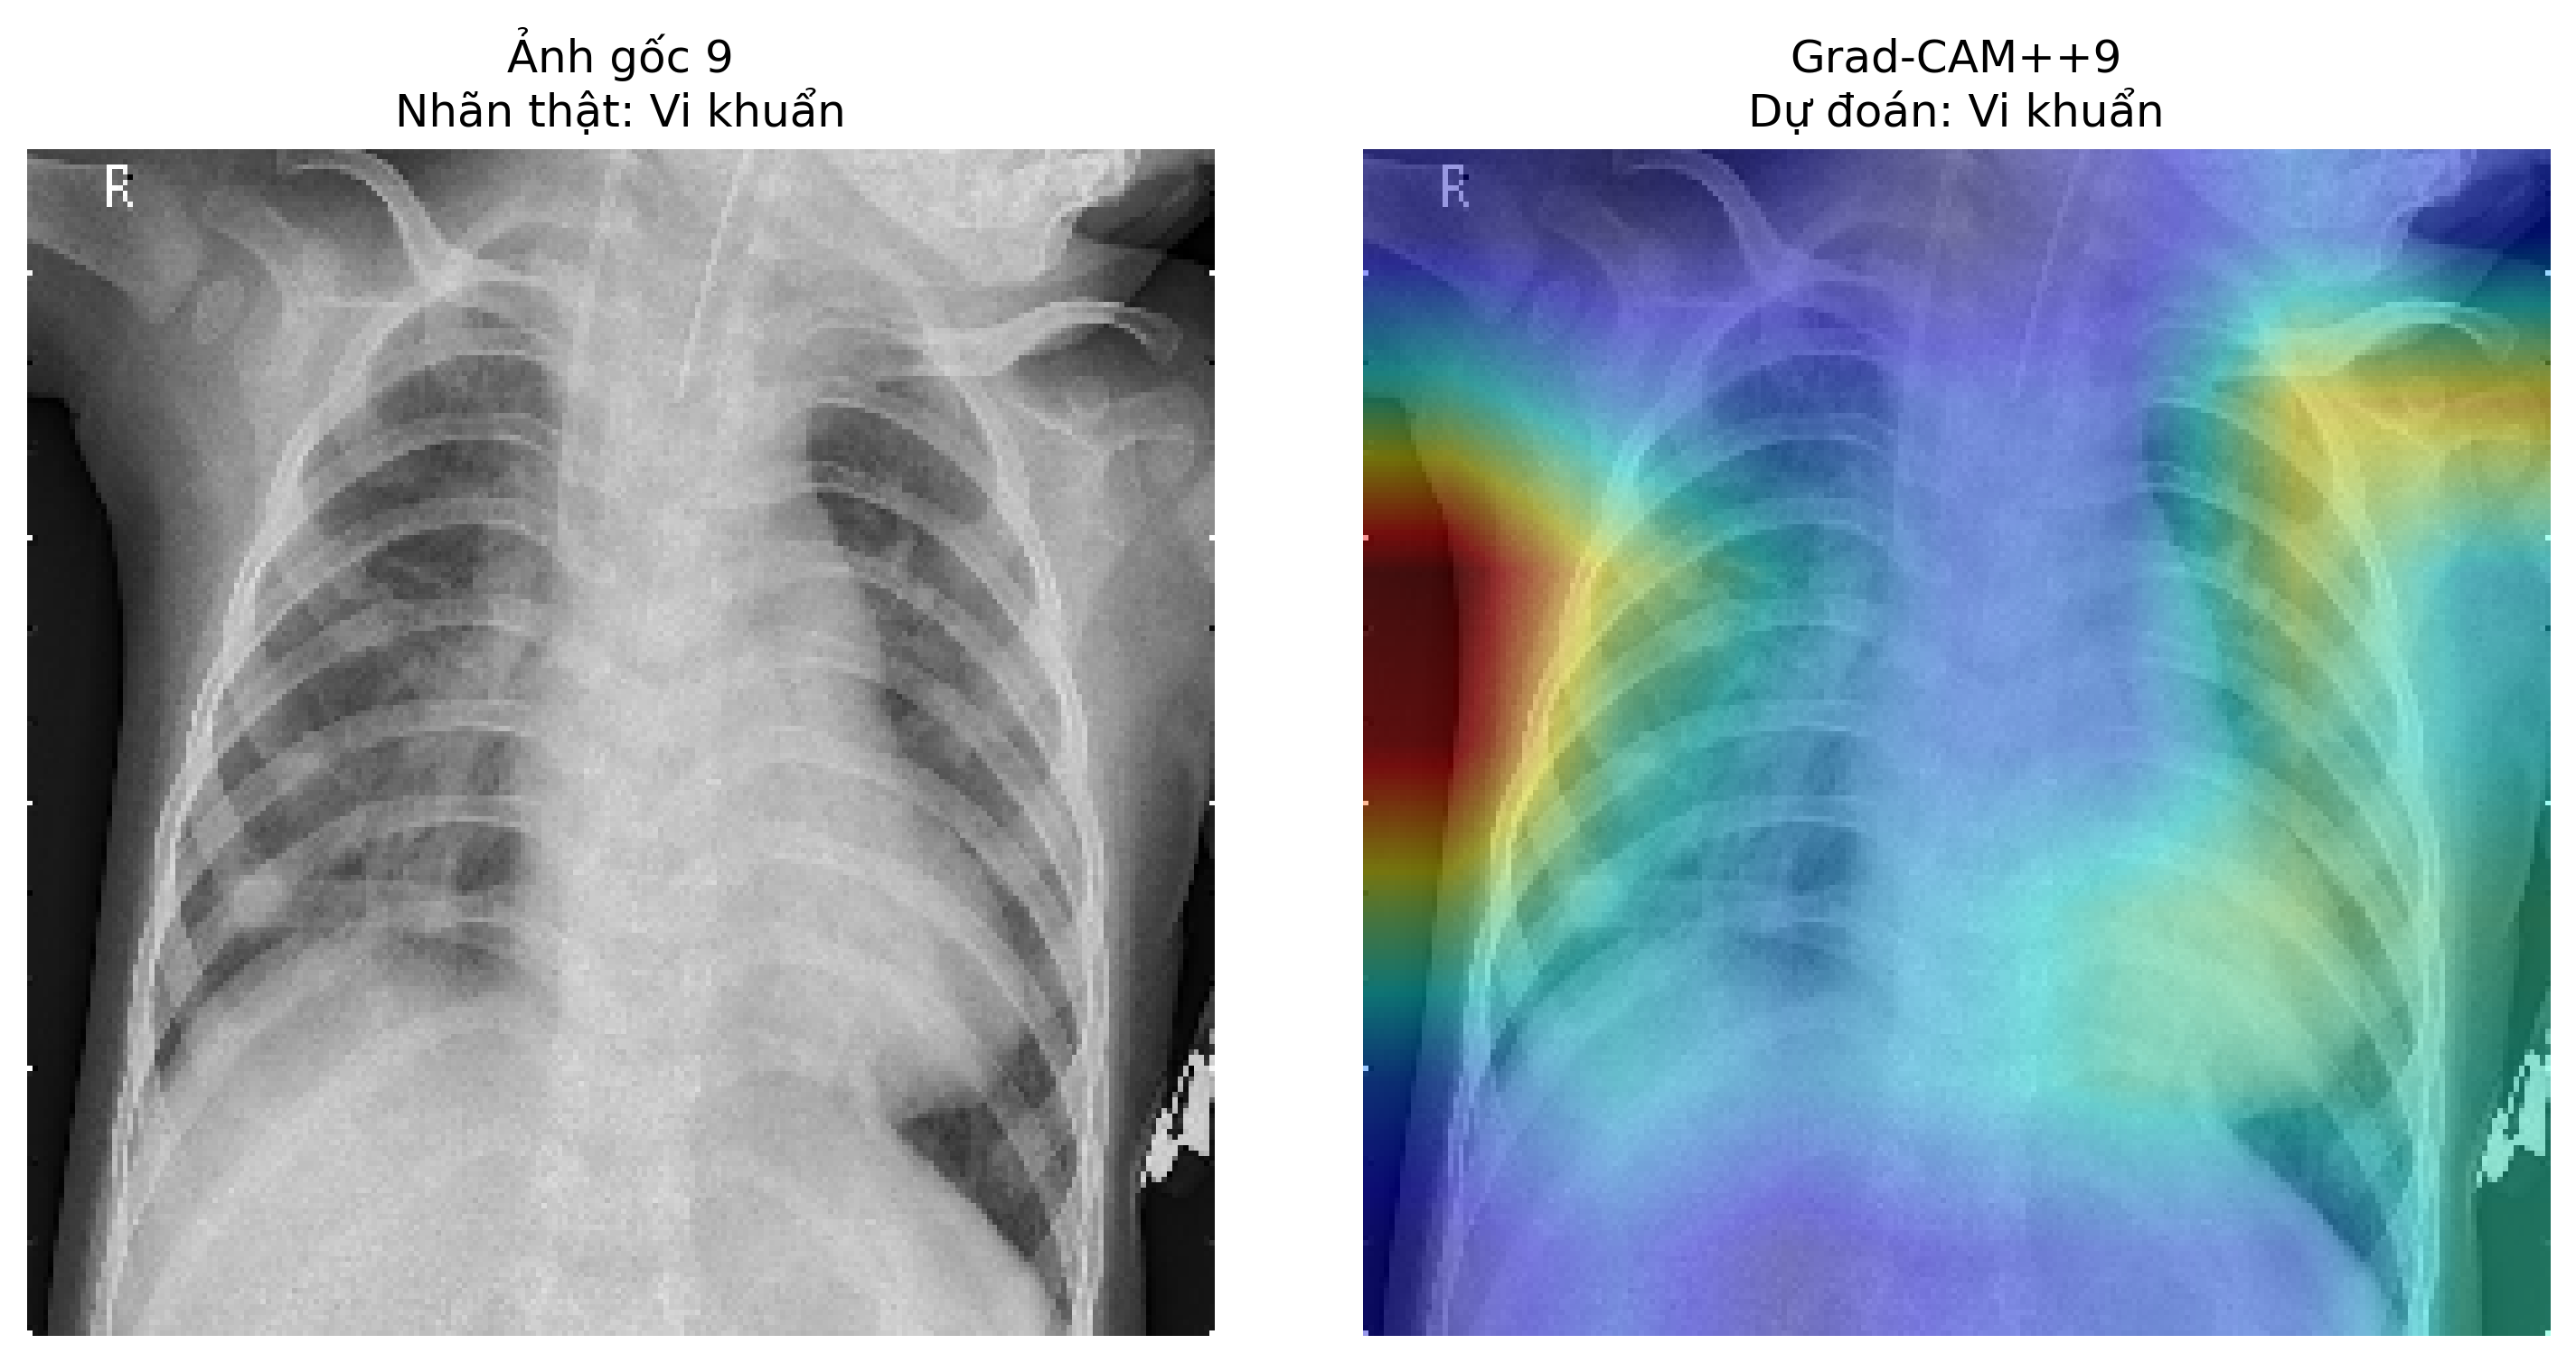 Ảnh gốc 9
Nhãn thật: Vi khuẩn
R
Grad-CAM++9
Dự đoán: Vi khuẩn
R